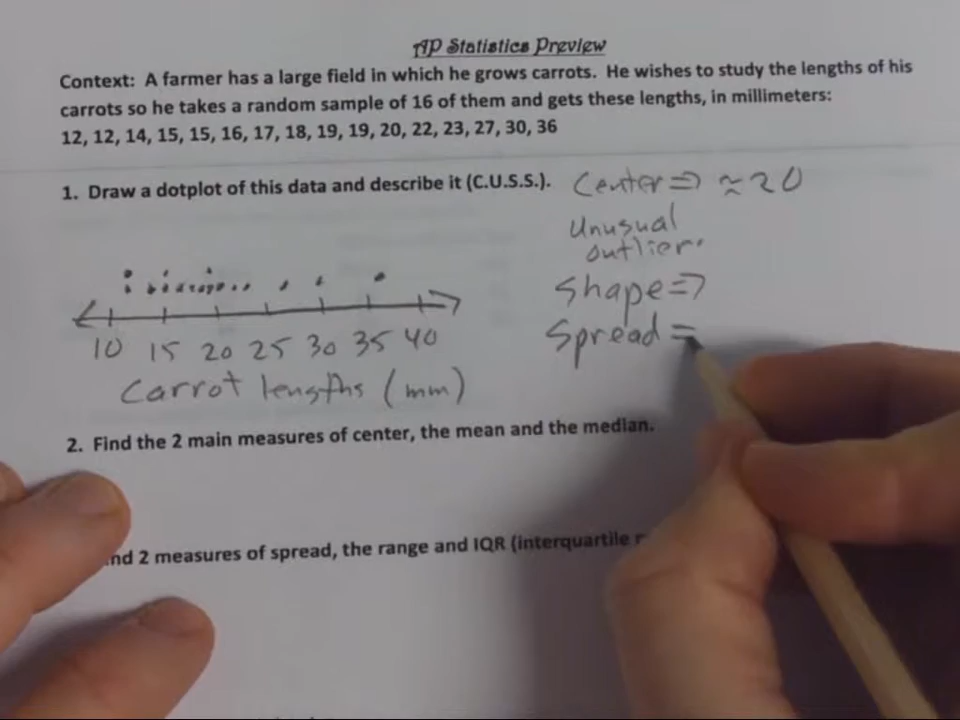 AP Statistics Preview
Context: A farmer has a large field in which he grows carrots. He wishes to study the lengths of his
carrots so he takes a random sample of 16 of them and gets these lengths, in millimeters:
12, 12, 14, 15, 15, 16, 17, 18, 19, 19, 20, 22, 23, 27, 30, 36
1. Draw a dotplot of this data and describe it (C.U.S.S.).
Center ⇒ ≈ 20
Unusual
outlier.
Shape ⇒
Spread =
10 15 20 25 30 35 40
Carrot lengths (mm)
2. Find the 2 main measures of center, the mean and the median.
nd 2 measures of spread, the range and IQR (interquartile